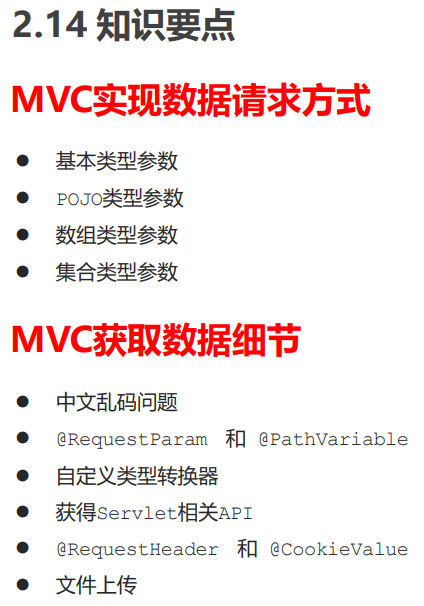 2.14 知识要点
MVC实现数据请求方式
● 基本类型参数
● POJO类型参数
● 数组类型参数
● 集合类型参数
MVC获取数据细节
● 中文乱码问题
● @RequestParam 和 @PathVariable
● 自定义类型转换器
● 获得Servlet相关API
● @RequestHeader 和 @CookieValue
● 文件上传